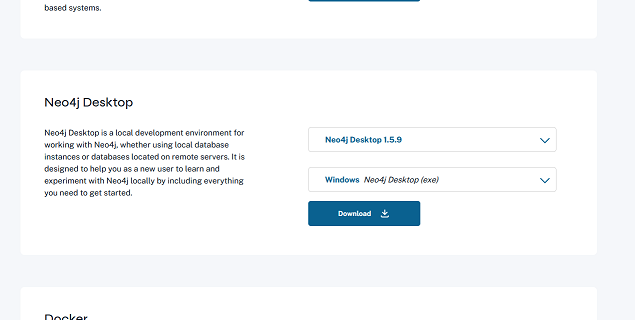 based systems.
Neo4j Desktop
Neo4j Desktop is a local development environment for
working with Neo4j, whether using local database
instances or databases located on remote servers. It is
designed to help you as a new user to learn and
experiment with Neo4j locally by including everything
you need to get started.
Neo4j Desktop 1.5.9
Windows Neo4j Desktop (exe)
Download
Docker